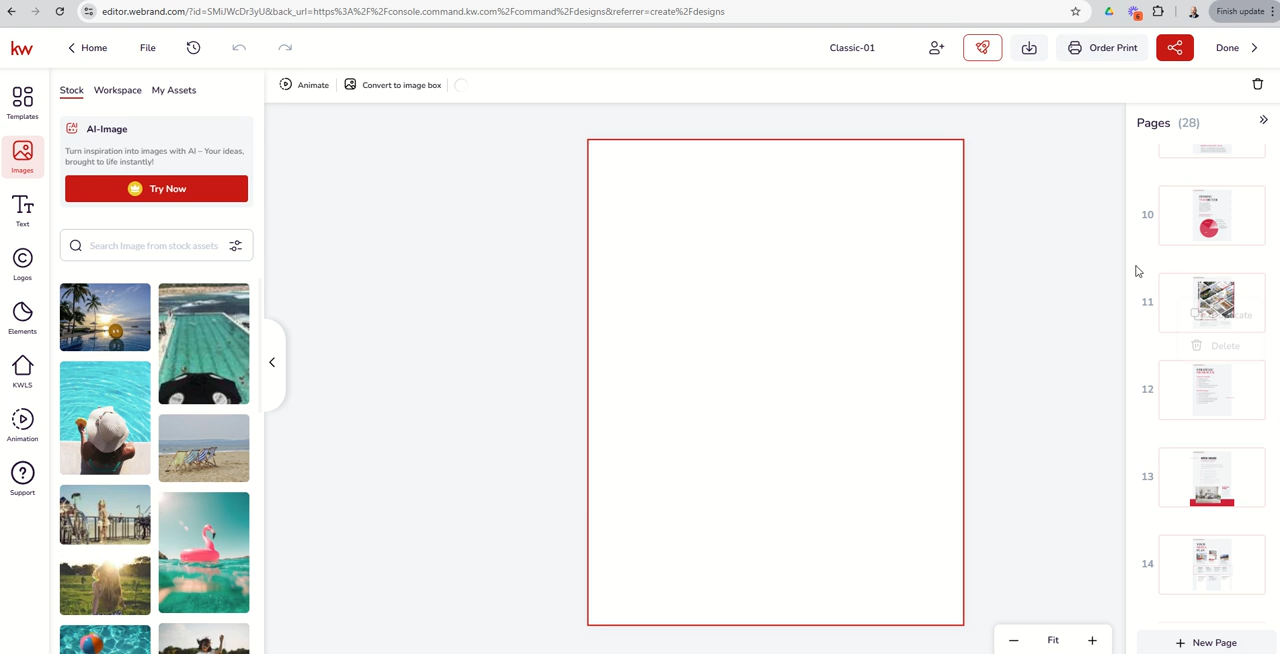 editor.webrand.com/?id=SMiJWcDr3yU&back_url=https%3A%2F%2Fconsole.command.kw.com%2Fcommand%2Fdesigns&referrer=create%2Fdesigns
6
Finish update
kw
Home
File
Classic-01
Order Print
Done
Templates
Images
Text
Logos
Elements
KWLS
Animation
Support
Stock
Workspace
My Assets
AI-Image
Turn inspiration into images with AI – Your ideas,
brought to life instantly!
Try Now
Search Image from stock assets
Animate
Convert to image box
Pages (28)
10
11
Duplicate
Delete
12
13
14
New Page
Fit